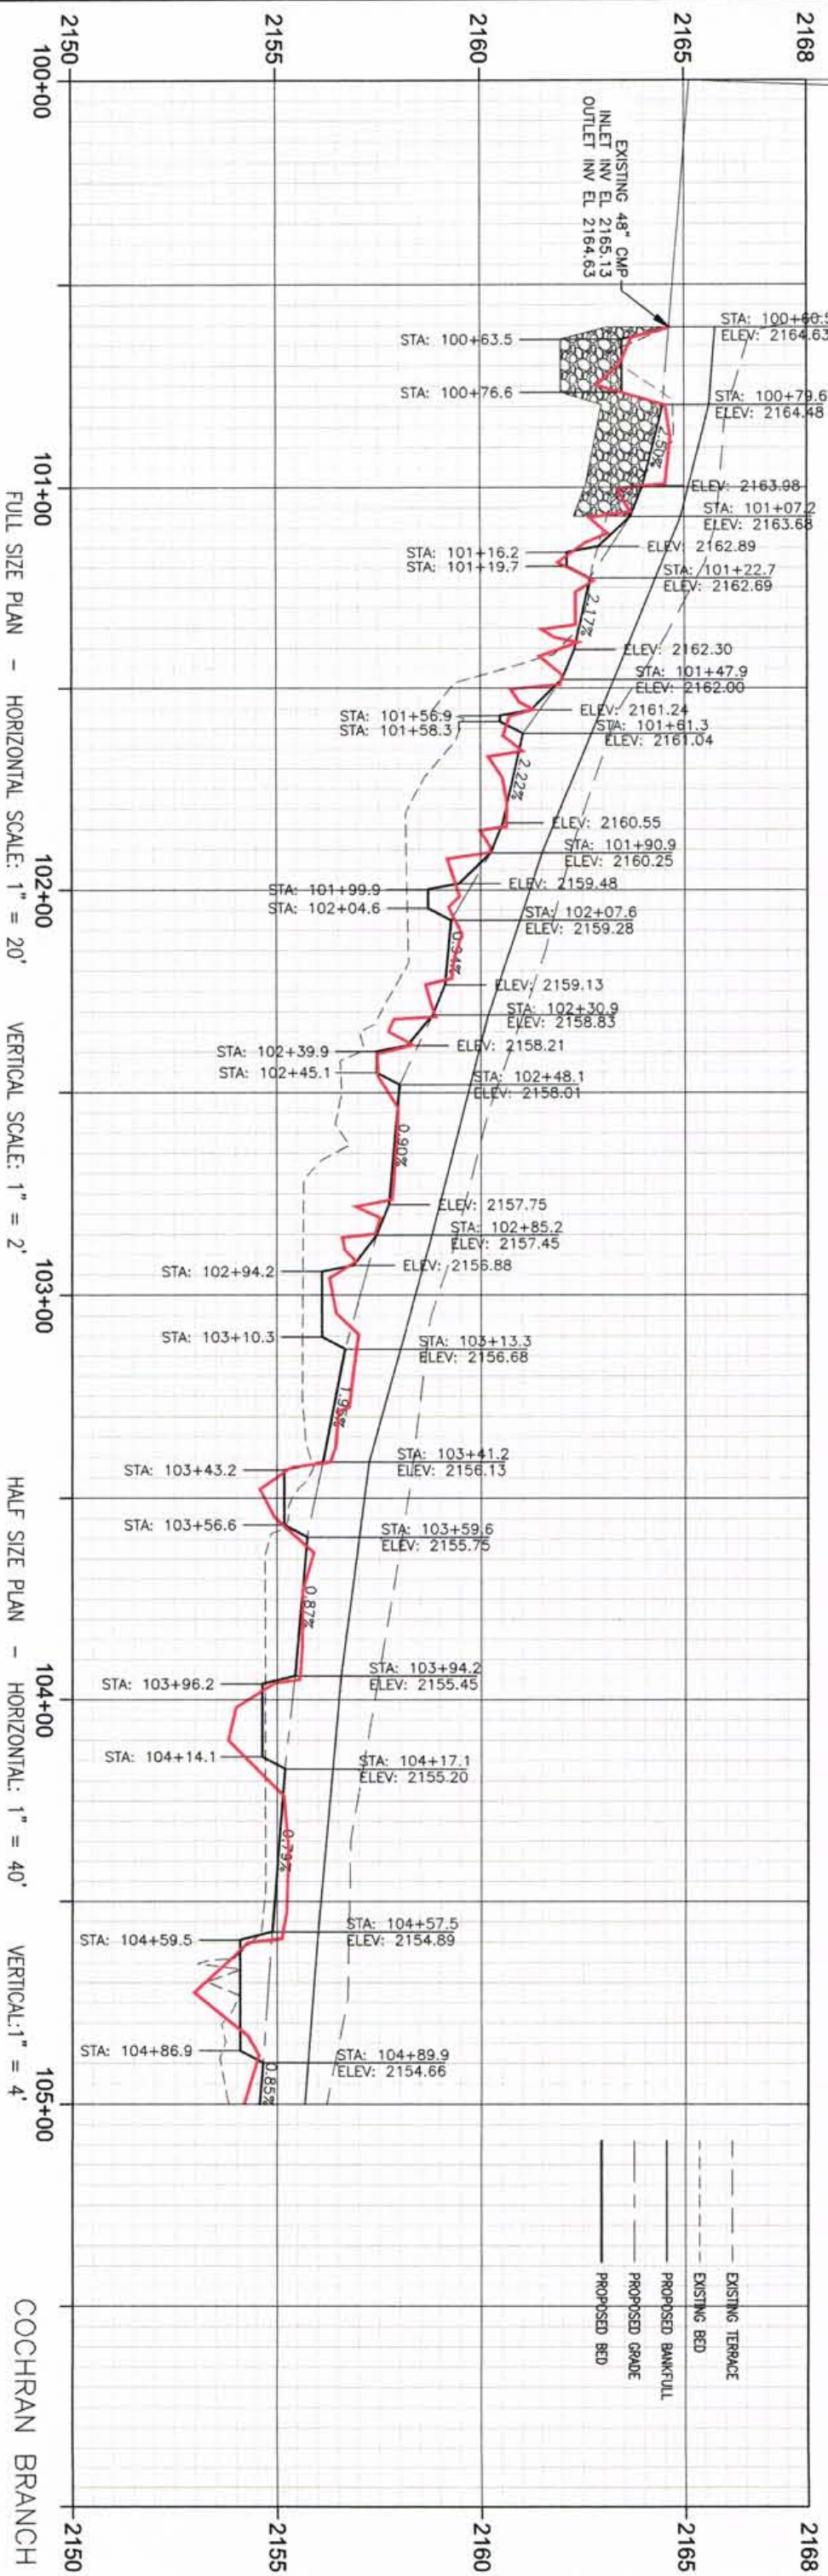 2168
2165
2160
2155
2150
100+00
EXISTING 48" CMP
INLET INV EL 2165.13
OUTLET INV EL 2164.63
STA: 100+60.5
ELEV: 2164.63
STA: 100+63.5
STA: 100+76.6
STA: 100+79.6
ELEV: 2164.48
2.50%
ELEV: 2163.98
101+00
STA: 101+07.2
ELEV: 2163.68
ELEV: 2162.89
STA: 101+16.2
STA: 101+19.7
STA: 101+22.7
ELEV: 2162.69
2.17%
ELEV: 2162.30
STA: 101+47.9
ELEV: 2162.00
ELEV: 2161.24
STA: 101+56.9
STA: 101+58.3
STA: 101+61.3
ELEV: 2161.04
2.22%
ELEV: 2160.55
STA: 101+90.9
ELEV: 2160.25
ELEV: 2159.48
STA: 101+99.9
102+00
STA: 102+04.6
STA: 102+07.6
ELEV: 2159.28
ELEV: 2159.13
STA: 102+30.9
ELEV: 2158.83
ELEV: 2158.21
STA: 102+39.9
STA: 102+45.1
STA: 102+48.1
ELEV: 2158.01
0.90%
ELEV: 2157.75
STA: 102+85.2
ELEV: 2157.45
ELEV: 2156.88
STA: 102+94.2
103+00
STA: 103+10.3
STA: 103+13.3
ELEV: 2156.68
STA: 103+41.2
ELEV: 2156.13
STA: 103+43.2
STA: 103+56.6
STA: 103+59.6
ELEV: 2155.75
0.87%
STA: 103+94.2
ELEV: 2155.45
STA: 103+96.2
104+00
STA: 104+14.1
STA: 104+17.1
ELEV: 2155.20
0.79%
STA: 104+57.5
ELEV: 2154.89
STA: 104+59.5
STA: 104+86.9
STA: 104+89.9
ELEV: 2154.66
0.85%
105+00
EXISTING TERRACE
EXISTING BED
PROPOSED BANKFULL
PROPOSED GRADE
PROPOSED BED
2168
2165
2160
2155
2150
FULL SIZE PLAN - HORIZONTAL SCALE: 1" = 20' VERTICAL SCALE: 1" = 2'
HALF SIZE PLAN - HORIZONTAL: 1" = 40' VERTICAL:1" = 4'
COCHRAN BRANCH